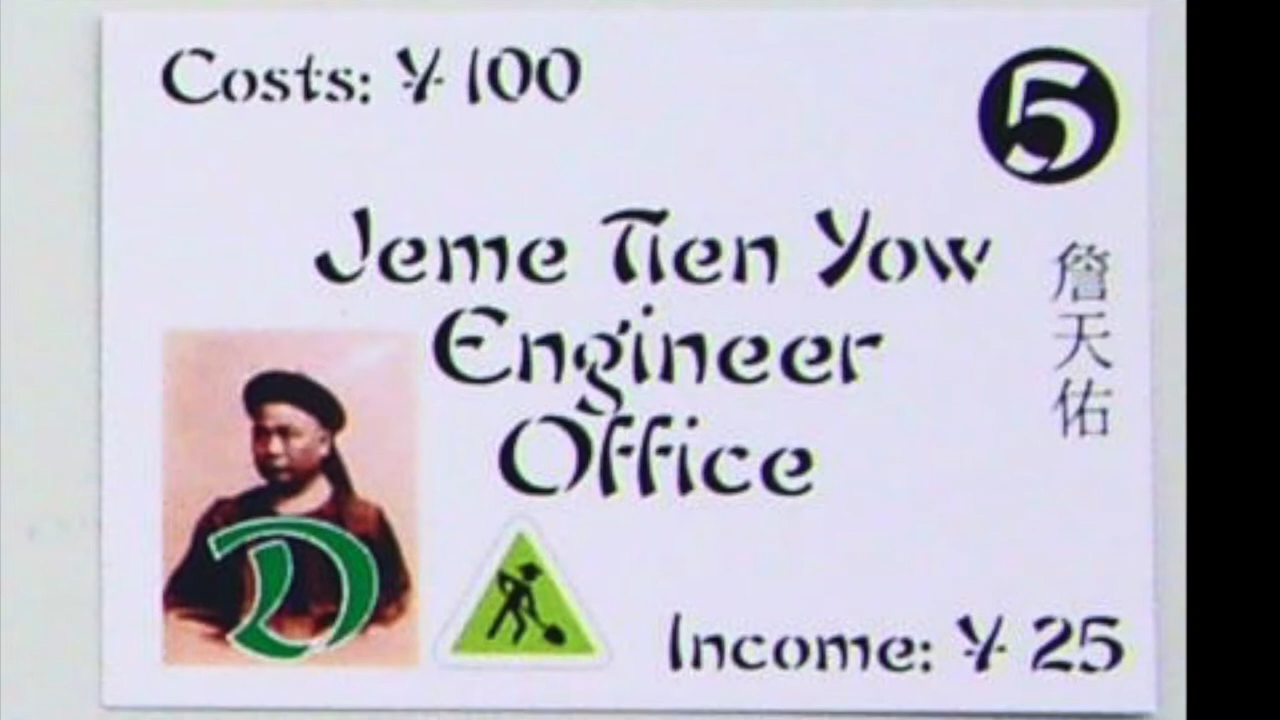 Costs: ¥ 100
5
Jeme Tien Yow
Engineer
Office
詹天佑
D
Income: ¥ 25